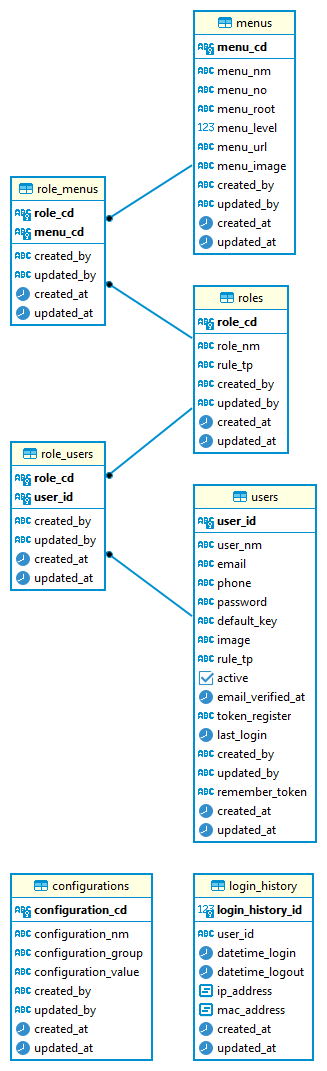 menus
menu_cd
menu_nm
menu_no
menu_root
123 menu_level
menu_url
menu_image
created_by
updated_by
created_at
updated_at
role_menus
role_cd
menu_cd
created_by
updated_by
created_at
updated_at
roles
role_cd
role_nm
rule_tp
created_by
updated_by
created_at
updated_at
role_users
role_cd
user_id
created_by
updated_by
created_at
updated_at
users
user_id
user_nm
email
phone
password
default_key
image
rule_tp
active
email_verified_at
token_register
last_login
created_by
updated_by
remember_token
created_at
updated_at
configurations
configuration_cd
configuration_nm
configuration_group
configuration_value
created_by
updated_by
created_at
updated_at
login_history
123 login_history_id
user_id
datetime_login
datetime_logout
ip_address
mac_address
created_at
updated_at